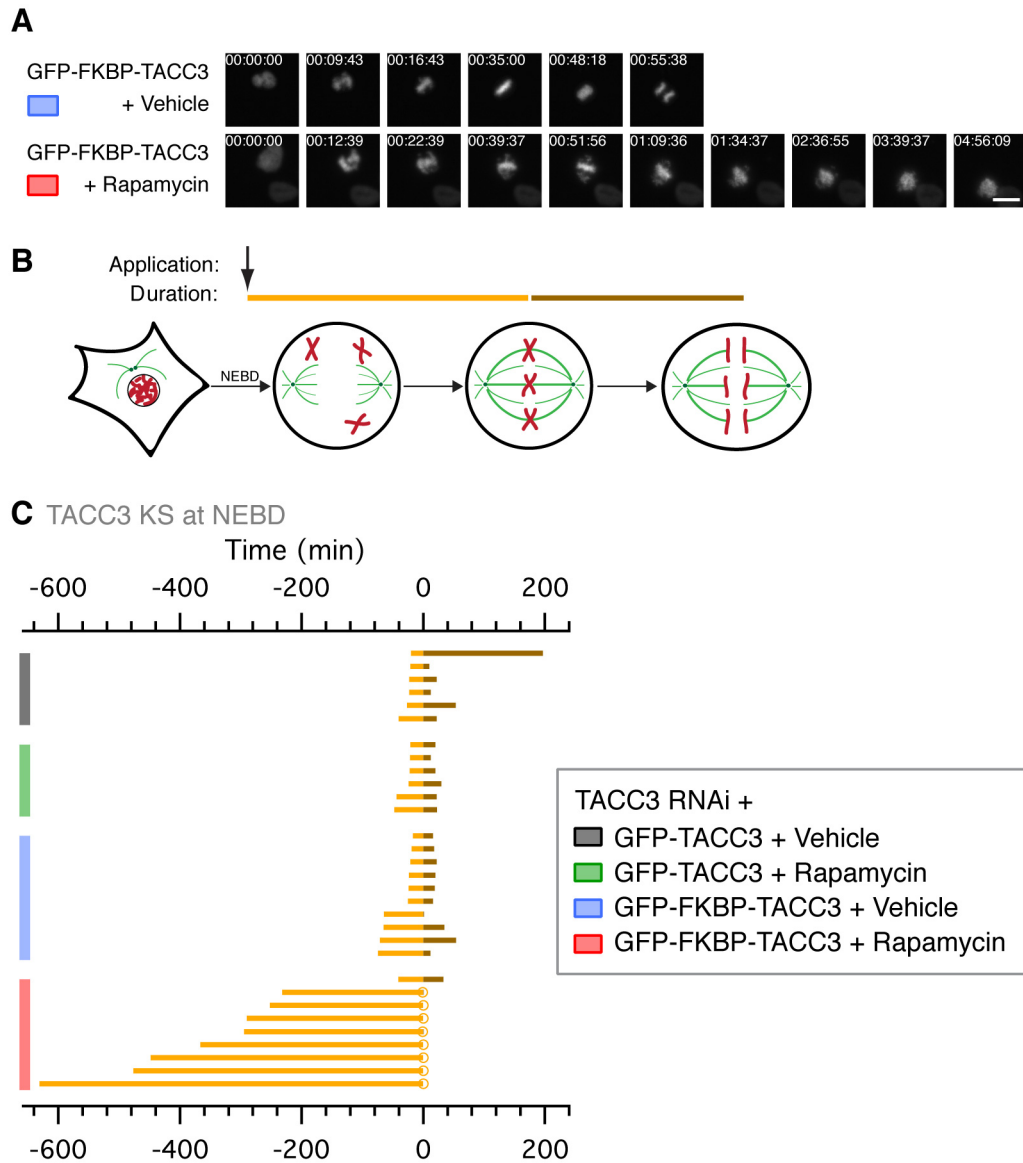 A
GFP-FKBP-TACC3
+ Vehicle
00:00:00 00:09:43 00:16:43 00:35:00 00:48:18 00:55:38
GFP-FKBP-TACC3
+ Rapamycin
00:00:00 00:12:39 00:22:39 00:39:37 00:51:56 01:09:36 01:34:37 02:36:55 03:39:37 04:56:09
B
Application:
Duration:
NEBD
C TACC3 KS at NEBD
Time (min)
-600 -400 -200 0 200
TACC3 RNAi +
GFP-TACC3 + Vehicle
GFP-TACC3 + Rapamycin
GFP-FKBP-TACC3 + Vehicle
GFP-FKBP-TACC3 + Rapamycin
-600 -400 -200 0 200